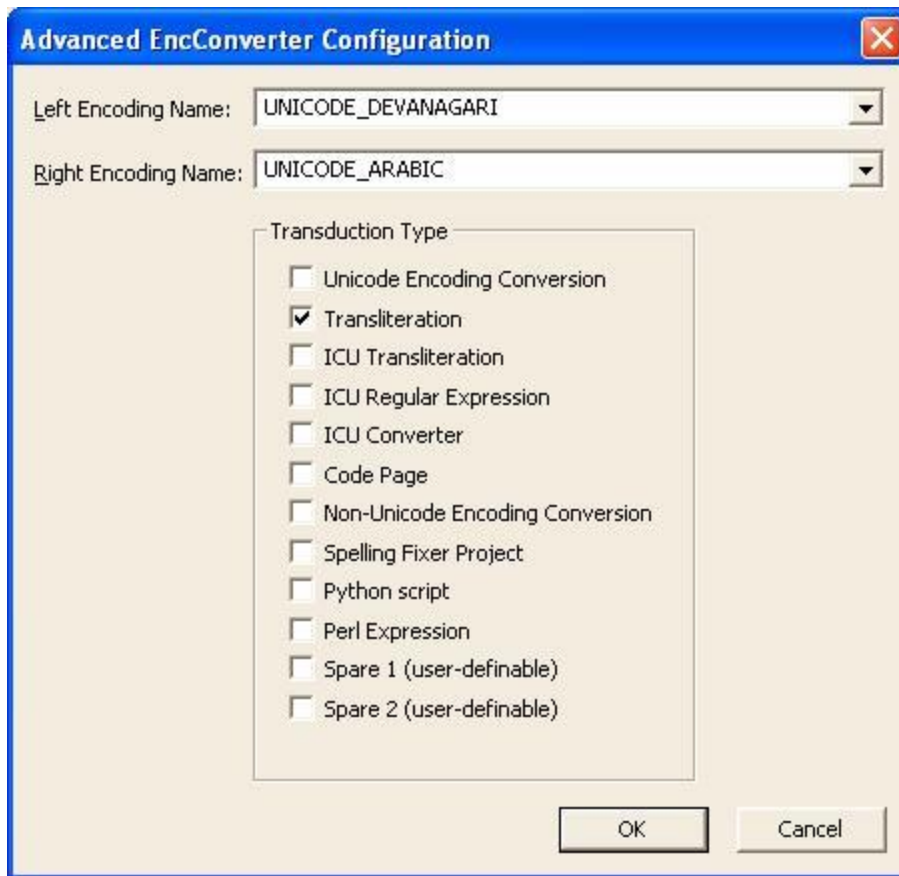 Advanced EncConverter Configuration
Left Encoding Name: UNICODE_DEVANAGARI
Right Encoding Name: UNICODE_ARABIC
Transduction Type
Unicode Encoding Conversion
Transliteration
ICU Transliteration
ICU Regular Expression
ICU Converter
Code Page
Non-Unicode Encoding Conversion
Spelling Fixer Project
Python script
Perl Expression
Spare 1 (user-definable)
Spare 2 (user-definable)
OK Cancel